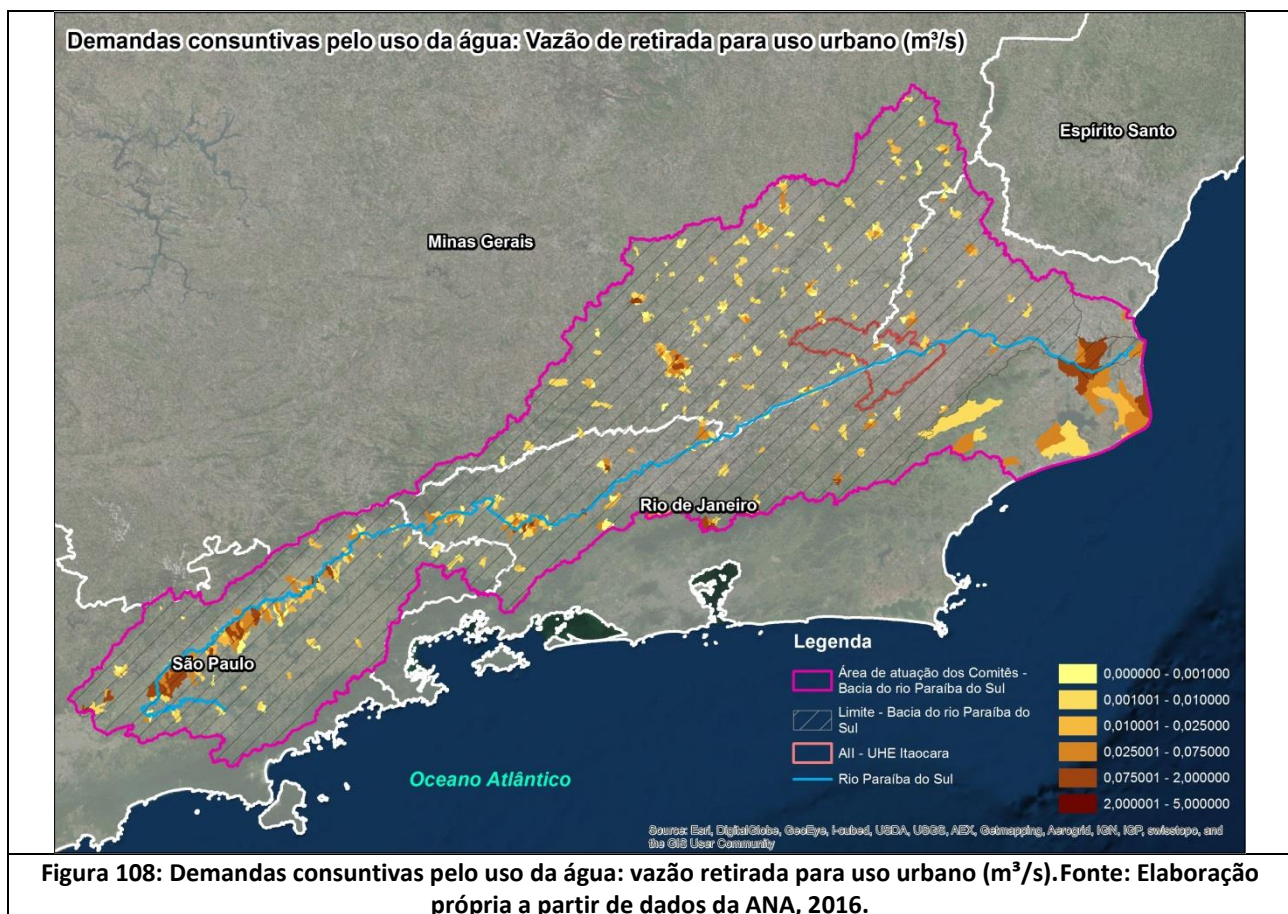 Demandas consuntivas pelo uso da água: Vazão de retirada para uso urbano (m³/s)
Espírito Santo
Minas Gerais
Rio de Janeiro
São Paulo
Oceano Atlântico
Legenda
Área de atuação dos Comitês -
Bacia do rio Paraíba do Sul
Limite - Bacia do rio Paraíba do
Sul
AII - UHE Itaocara
Rio Paraíba do Sul
0,000000 - 0,001000
0,001001 - 0,010000
0,010001 - 0,025000
0,025001 - 0,075000
0,075001 - 2,000000
2,000001 - 5,000000
Source: Esri, DigitalGlobe, GeoEye, i-cubed, USDA, USGS, AEX, Getmapping, Aerogrid, IGN, IGP, swisstopo, and
the GIS User Community
Figura 108: Demandas consuntivas pelo uso da água: vazão retirada para uso urbano (m³/s).Fonte: Elaboração
própria a partir de dados da ANA, 2016.